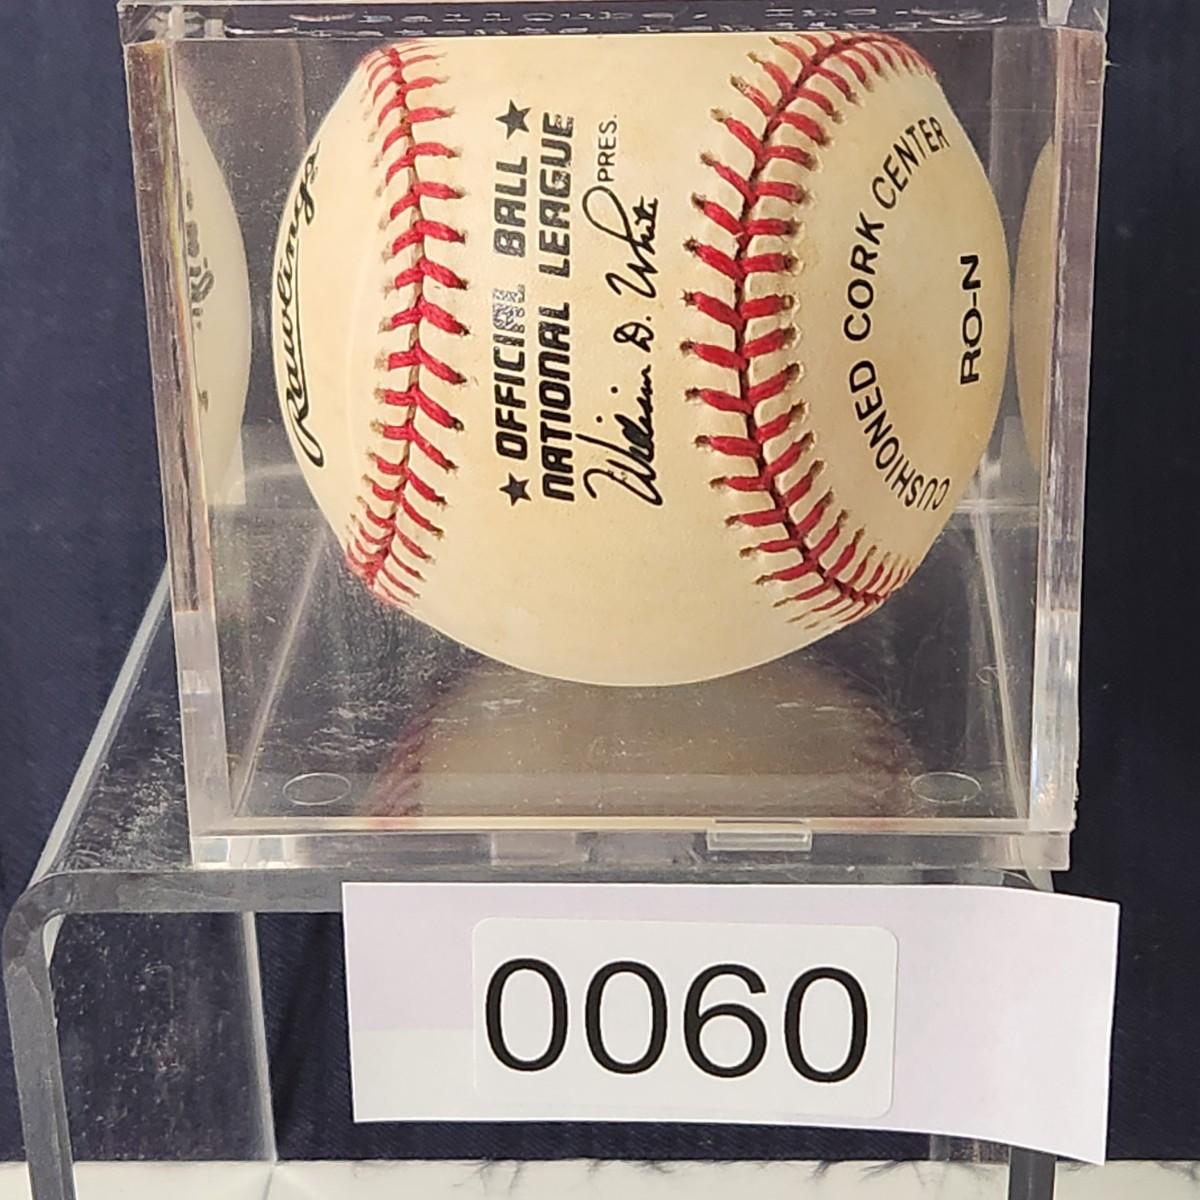 Rawlings
★ OFFICIAL BALL ★
NATIONAL LEAGUE
William D. White PRES.
CUSHIONED CORK CENTER
RO-N
0060